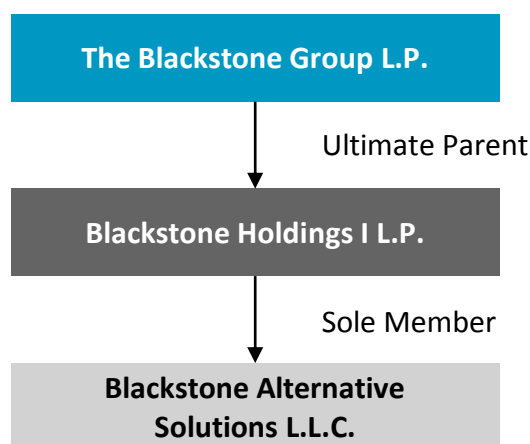 The Blackstone Group L.P.
Ultimate Parent
Blackstone Holdings I L.P.
Sole Member
Blackstone Alternative
Solutions L.L.C.